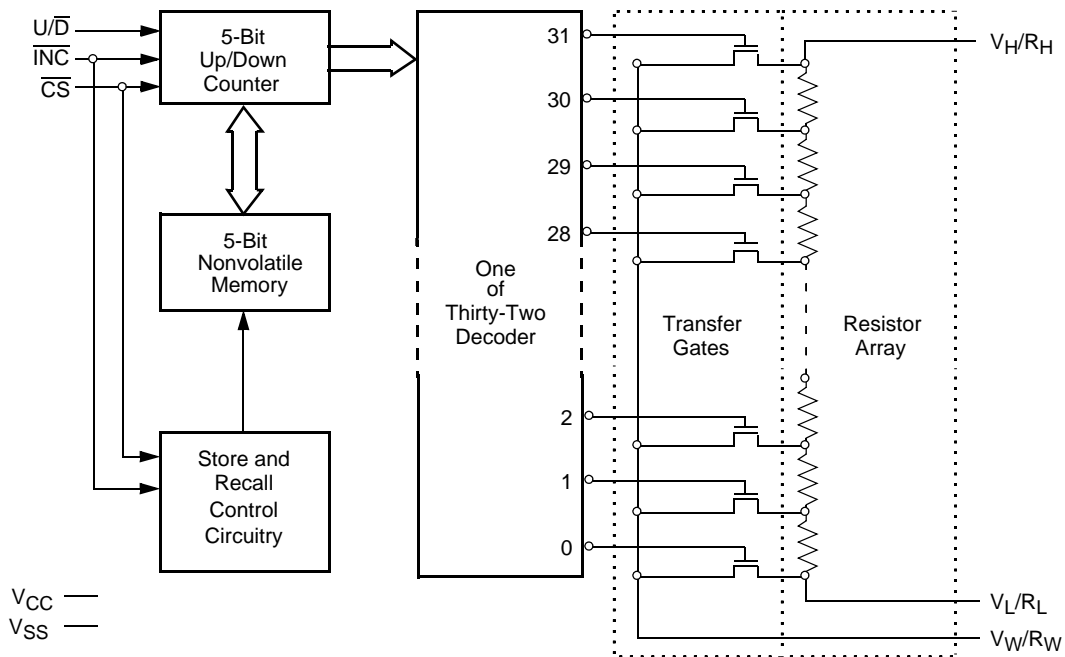 U/D̅
I̅N̅C̅
C̅S̅
5-Bit
Up/Down
Counter
5-Bit
Nonvolatile
Memory
Store and
Recall
Control
Circuitry
VCC
VSS
One
of
Thirty-Two
Decoder
31
30
29
28
2
1
0
Transfer
Gates
Resistor
Array
VH/RH
VL/RL
VW/RW